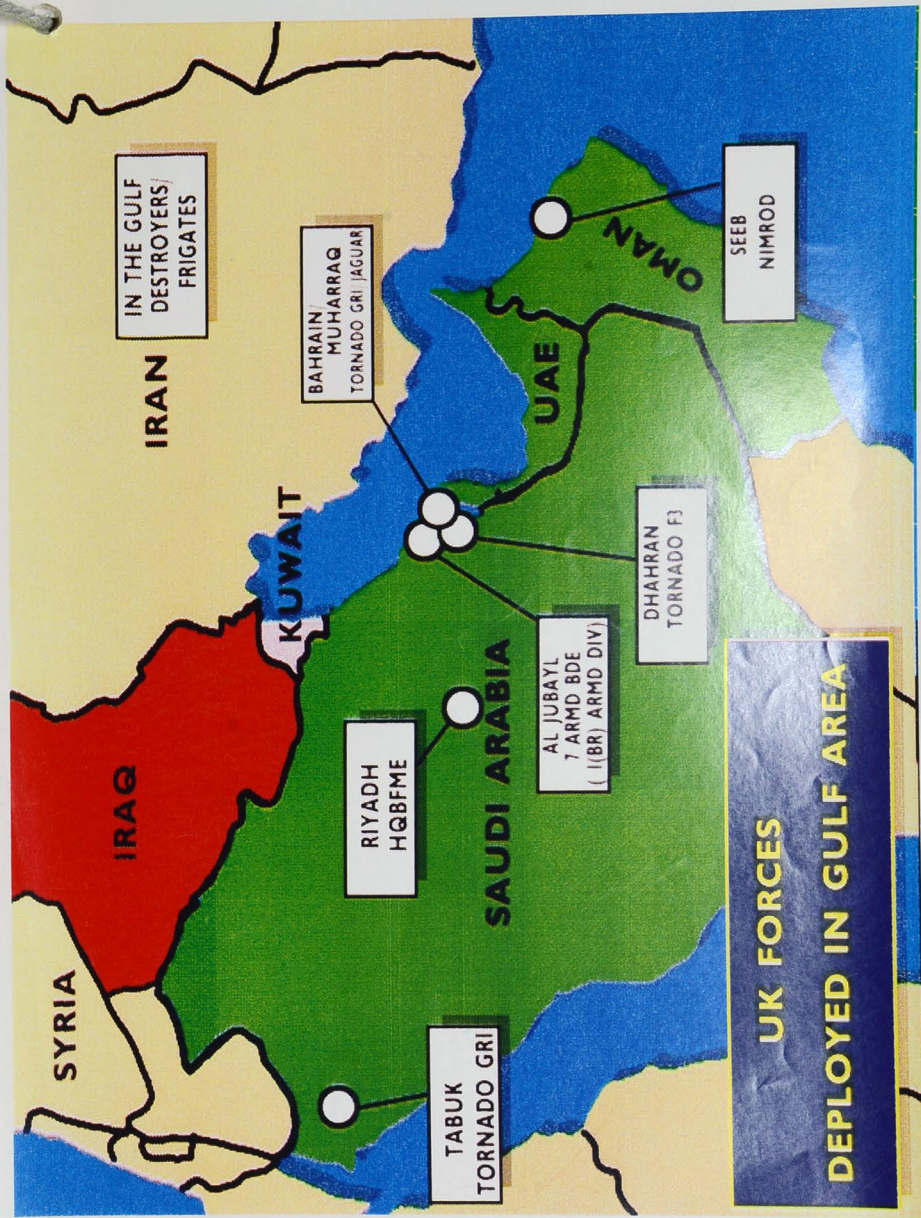 SYRIA
IRAQ
IRAN
IN THE GULF
DESTROYERS/
FRIGATES
KUWAIT
BAHRAIN/
MUHARRAQ
TORNADO GRI/JAGUAR
RIYADH
HQBFME
TABUK
TORNADO GRI
SAUDI ARABIA
AL JUBAYL
7 ARMD BDE
( 1(BR) ARMD DIV)
UAE
OMAN
DHAHRAN
TORNADO F3
SEEB
NIMROD
UK FORCES
DEPLOYED IN GULF AREA